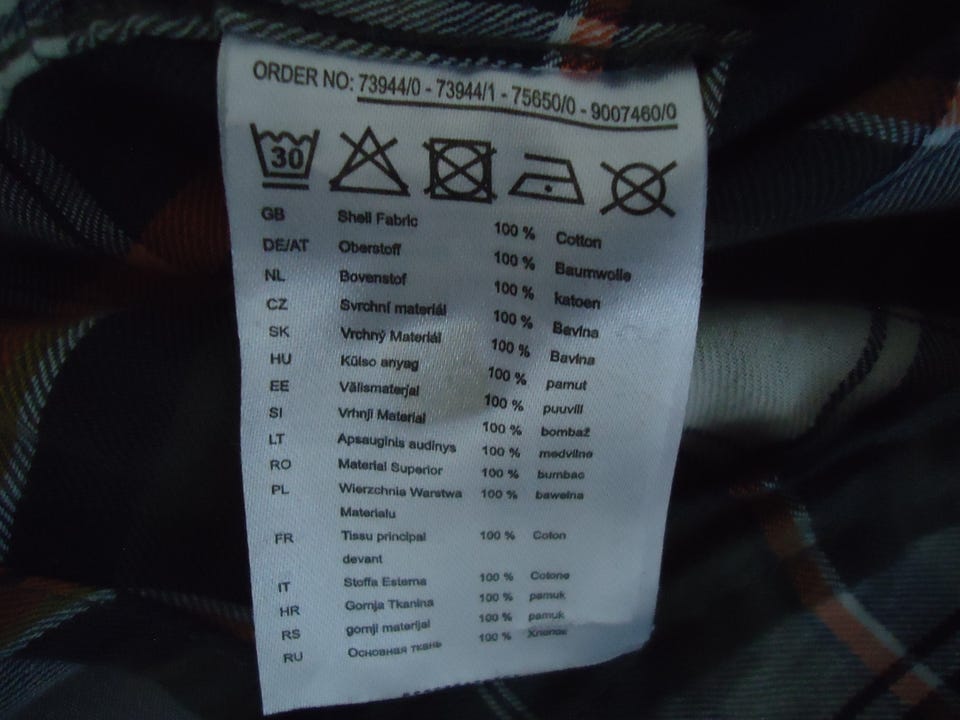 ORDER NO: 73944/0 - 73944/1 - 75650/0 - 9007460/0
30
GB Shell Fabric 100 % Cotton
DE/AT Oberstoff 100 % Baumwolle
NL Bovenstof 100 % katoen
CZ Svrchní materiál 100 % Bavlna
SK Vrchný Materiál 100 % Bavlna
HU Külso anyag 100 % pamut
EE Välismaterjal 100 % puuvill
SI Vrhnji Material 100 % bombaž
LT Apsauginis audinys 100 % medvilne
RO Material Superior 100 % bumbac
PL Wierzchnia Warstwa 100 % bawelna
Materialu
FR Tissu principal 100 % Coton
devant
IT Stoffa Esterna 100 % Cotone
HR Gornja Tkanina 100 % pamuk
RS gornji materijal 100 % pamuk
RU Основная ткань 100 % Хлопок